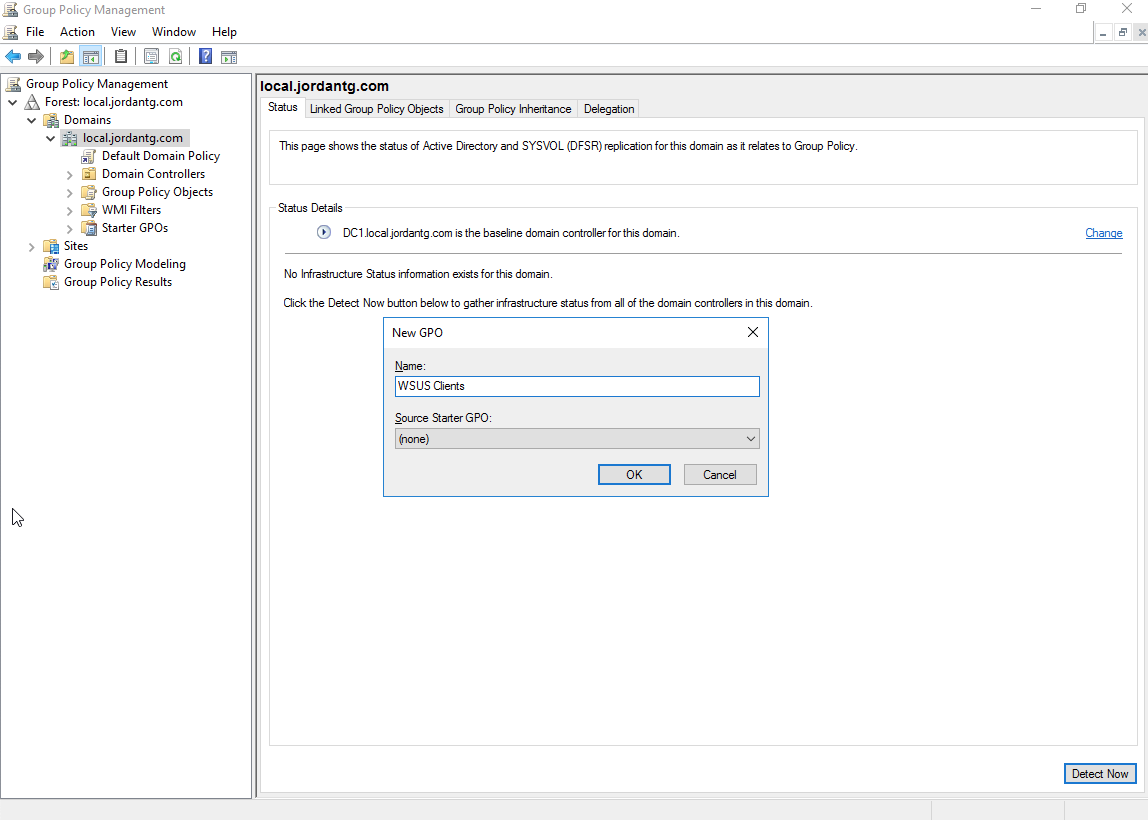 Group Policy Management
File Action View Window Help
Group Policy Management
Forest: local.jordantg.com
Domains
local.jordantg.com
Default Domain Policy
Domain Controllers
Group Policy Objects
WMI Filters
Starter GPOs
Sites
Group Policy Modeling
Group Policy Results
local.jordantg.com
Status Linked Group Policy Objects Group Policy Inheritance Delegation
This page shows the status of Active Directory and SYSVOL (DFSR) replication for this domain as it relates to Group Policy.
Status Details
DC1.local.jordantg.com is the baseline domain controller for this domain. Change
No Infrastructure Status information exists for this domain.
Click the Detect Now button below to gather infrastructure status from all of the domain controllers in this domain.
New GPO
Name:
WSUS Clients
Source Starter GPO:
(none)
OK Cancel
Detect Now